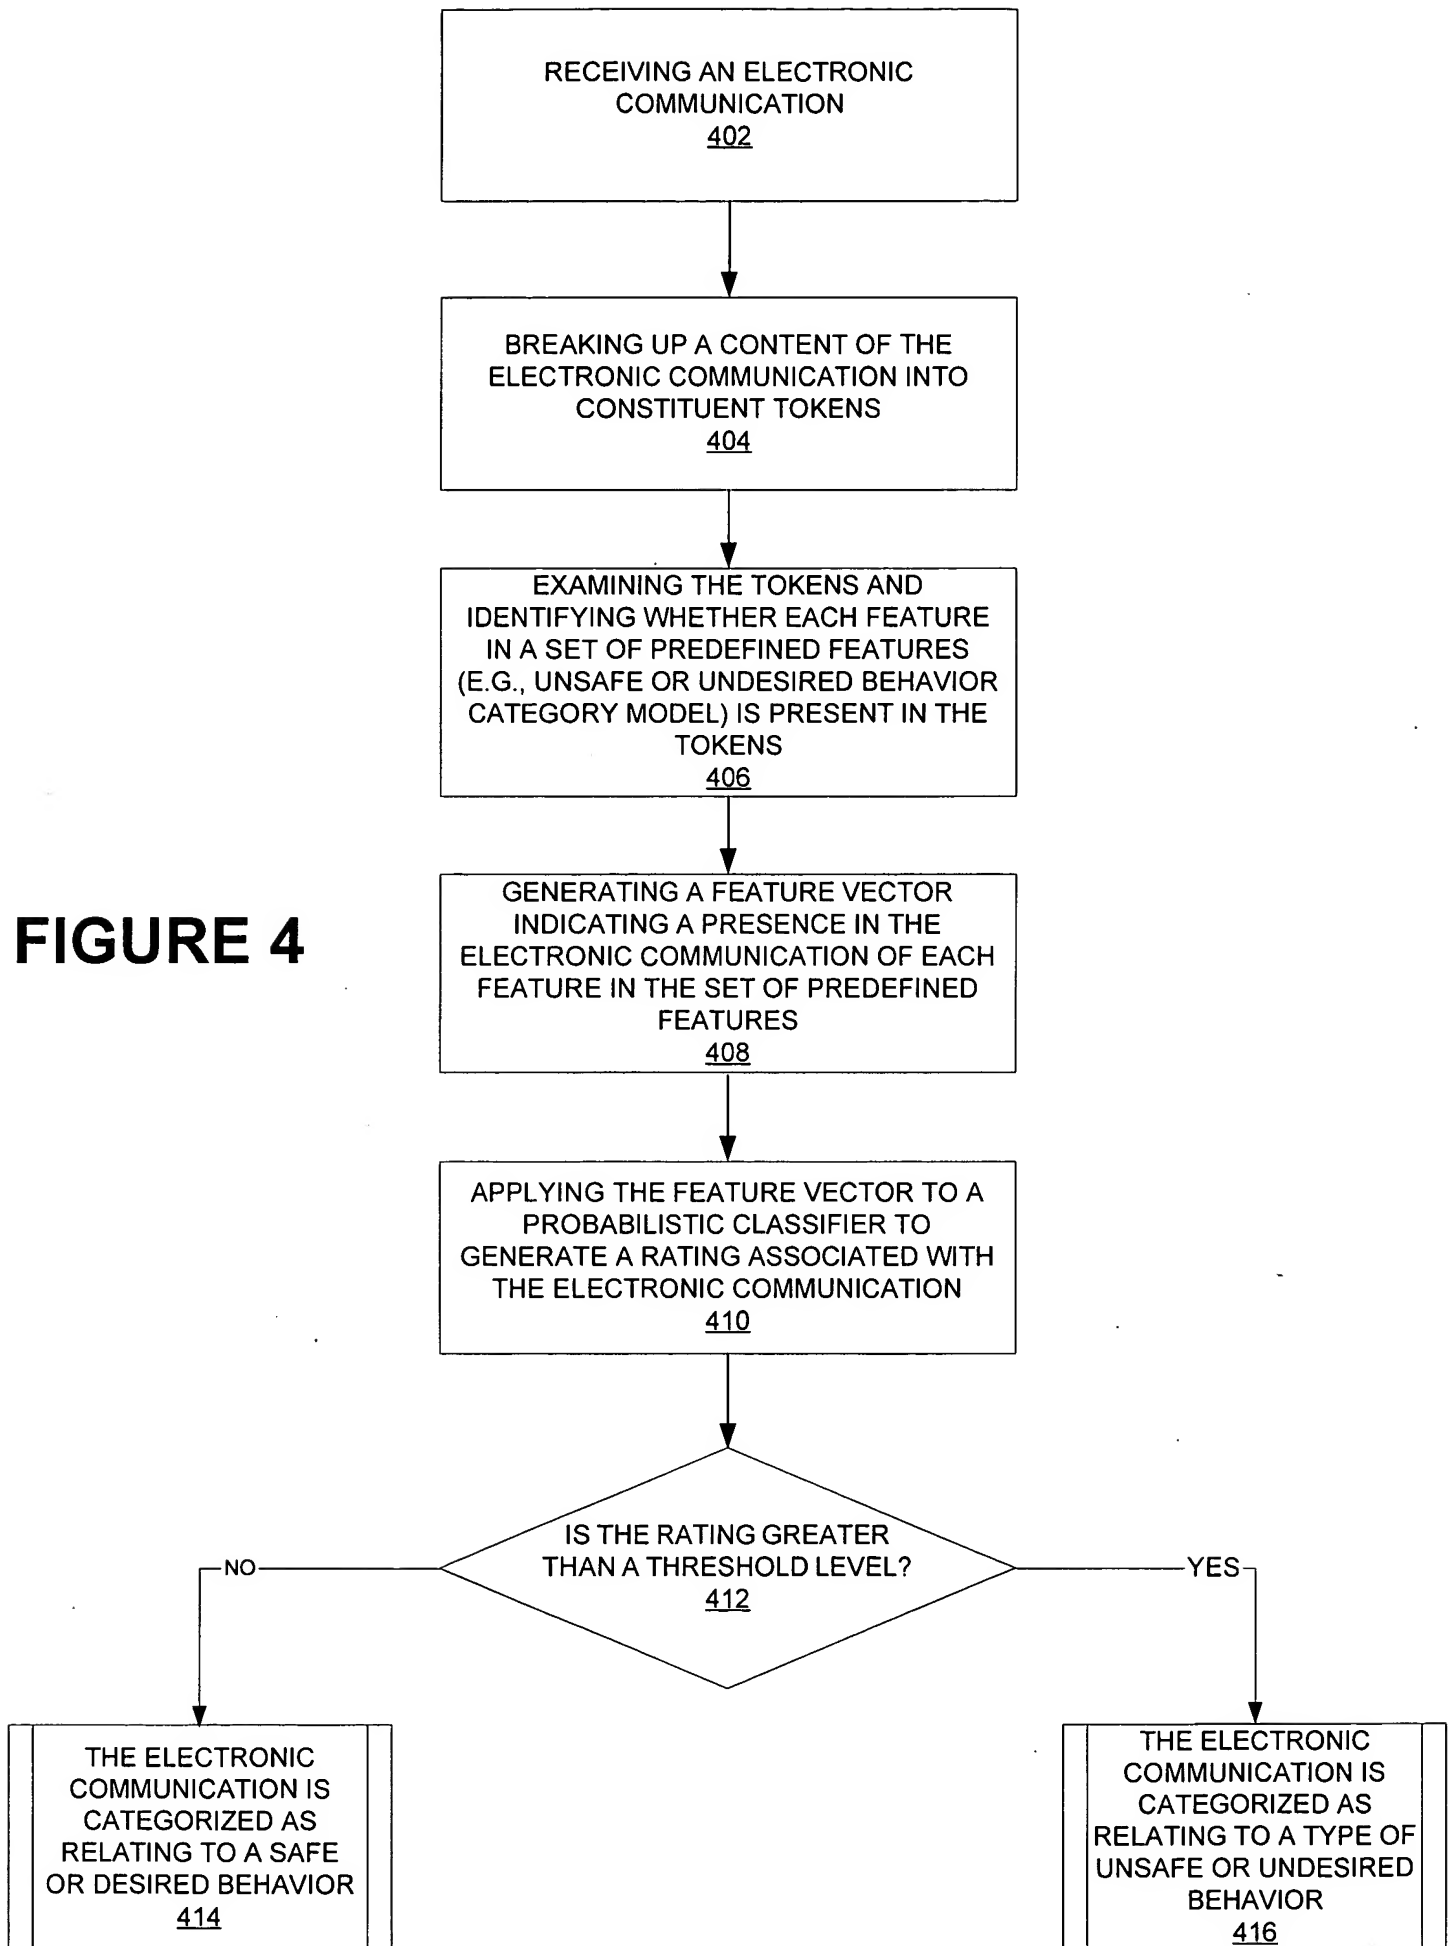 RECEIVING AN ELECTRONIC
COMMUNICATION
402
BREAKING UP A CONTENT OF THE
ELECTRONIC COMMUNICATION INTO
CONSTITUENT TOKENS
404
EXAMINING THE TOKENS AND
IDENTIFYING WHETHER EACH FEATURE
IN A SET OF PREDEFINED FEATURES
(E.G., UNSAFE OR UNDESIRED BEHAVIOR
CATEGORY MODEL) IS PRESENT IN THE
TOKENS
406
FIGURE 4
GENERATING A FEATURE VECTOR
INDICATING A PRESENCE IN THE
ELECTRONIC COMMUNICATION OF EACH
FEATURE IN THE SET OF PREDEFINED
FEATURES
408
APPLYING THE FEATURE VECTOR TO A
PROBABILISTIC CLASSIFIER TO
GENERATE A RATING ASSOCIATED WITH
THE ELECTRONIC COMMUNICATION
410
IS THE RATING GREATER
THAN A THRESHOLD LEVEL?
412
NO
YES
THE ELECTRONIC
COMMUNICATION IS
CATEGORIZED AS
RELATING TO A SAFE
OR DESIRED BEHAVIOR
414
THE ELECTRONIC
COMMUNICATION IS
CATEGORIZED AS
RELATING TO A TYPE OF
UNSAFE OR UNDESIRED
BEHAVIOR
416